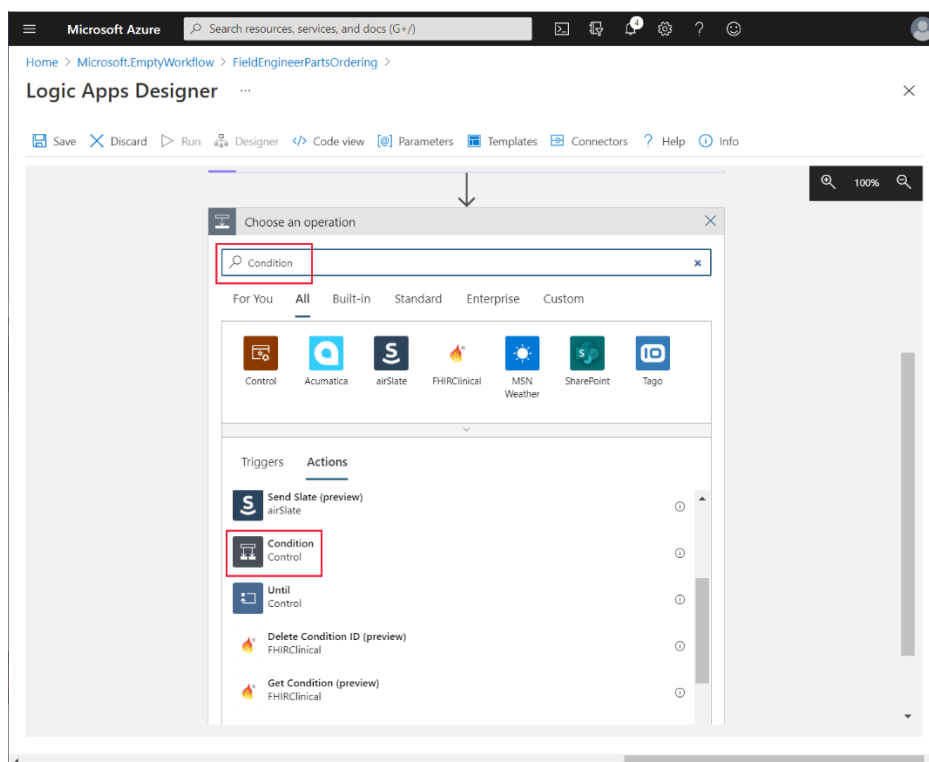 Microsoft Azure
Search resources, services, and docs (G+/)
4
Home > Microsoft.EmptyWorkflow > FieldEngineerPartsOrdering >
Logic Apps Designer ...
Save Discard Run Designer </> Code view [@] Parameters Templates Connectors ? Help Info
100%
Choose an operation
Condition
For You All Built-in Standard Enterprise Custom
Control Acumatica airSlate FHIRClinical MSN Weather SharePoint Tago
Triggers Actions
Send Slate (preview)
airSlate
Condition
Control
Until
Control
Delete Condition ID (preview)
FHIRClinical
Get Condition (preview)
FHIRClinical